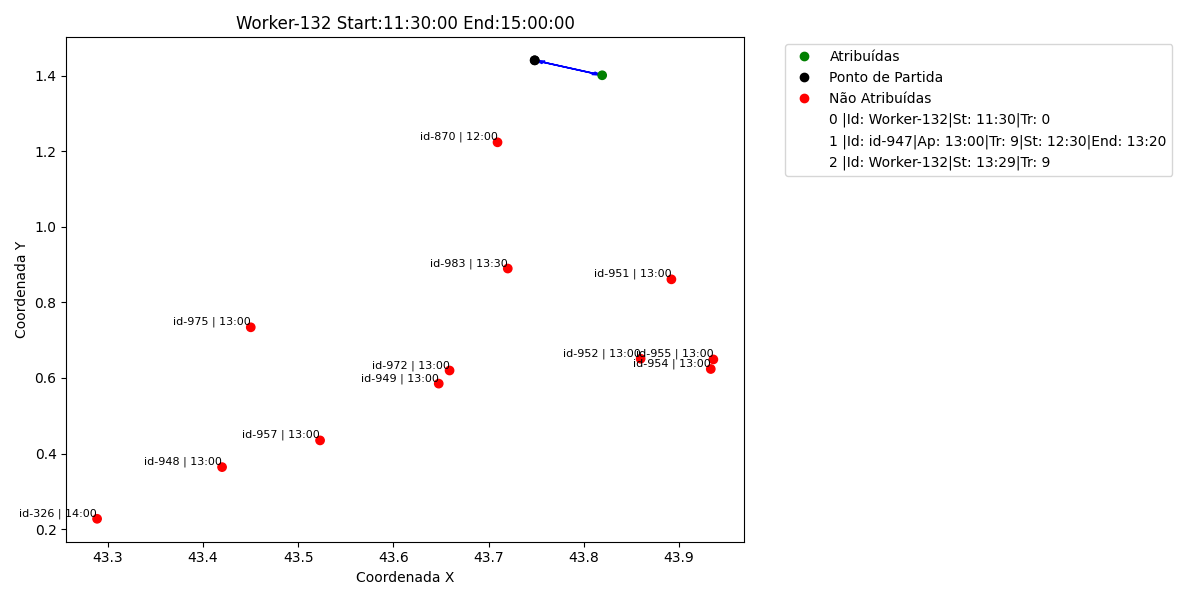 Worker-132 Start:11:30:00 End:15:00:00
Atribuídas
Ponto de Partida
Não Atribuídas
0 |Id: Worker-132|St: 11:30|Tr: 0
1 |Id: id-947|Ap: 13:00|Tr: 9|St: 12:30|End: 13:20
2 |Id: Worker-132|St: 13:29|Tr: 9
Coordenada Y
1.4
1.2
1.0
0.8
0.6
0.4
0.2
id-870 | 12:00
id-983 | 13:30
id-951 | 13:00
id-975 | 13:00
id-952 | 13:00
id-955 | 13:00
id-954 | 13:00
id-972 | 13:00
id-949 | 13:00
id-957 | 13:00
id-948 | 13:00
id-326 | 14:00
43.3 43.4 43.5 43.6 43.7 43.8 43.9
Coordenada X